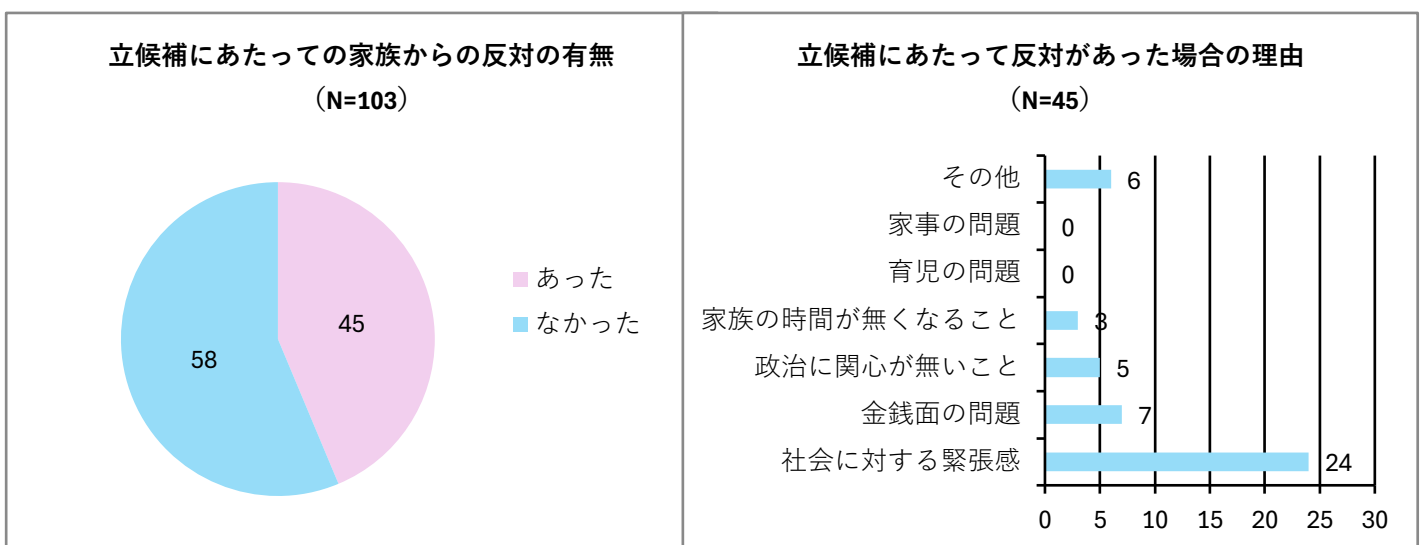 立候補にあたっての家族からの反対の有無
（N=103）
45
58
あった
なかった
立候補にあたって反対があった場合の理由
（N=45）
その他 6
家事の問題 0
育児の問題 0
家族の時間が無くなること 3
政治に関心が無いこと 5
金銭面の問題 7
社会に対する緊張感 24
0 5 10 15 20 25 30